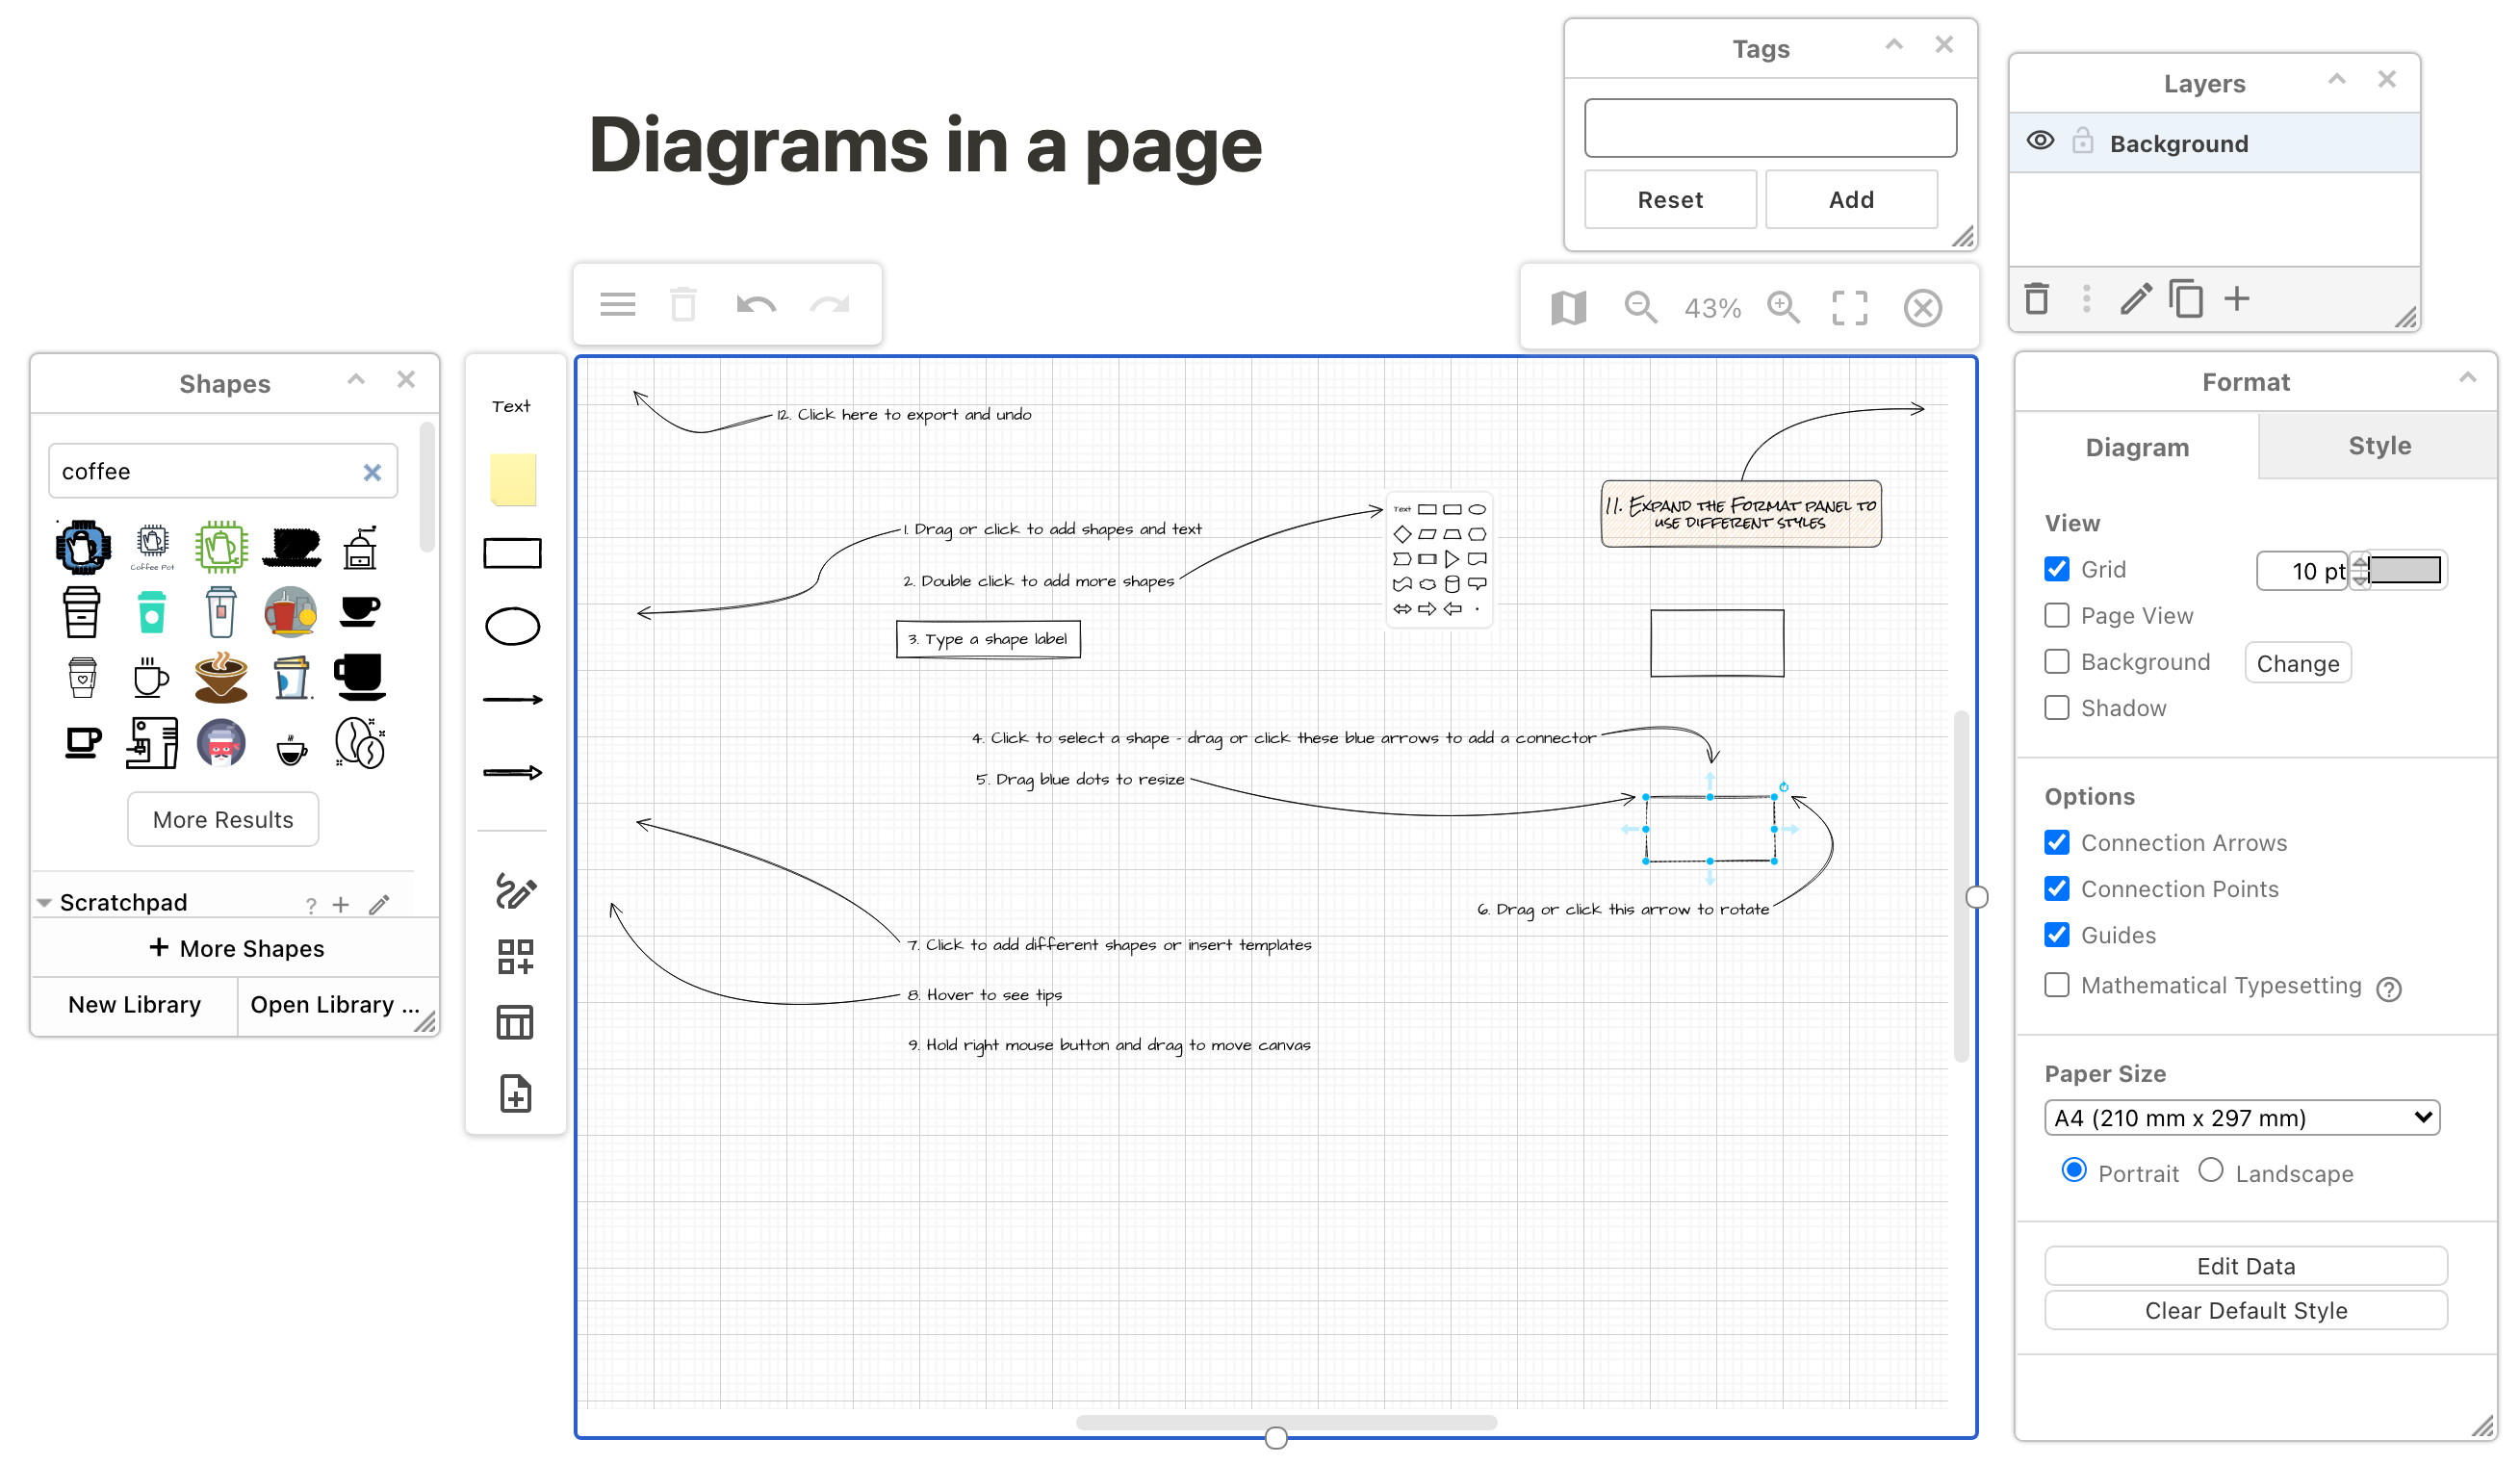 Diagrams in a page
Tags
Reset
Add
Layers
Background
43%
Shapes
coffee
Coffee Pot
More Results
Scratchpad
?
More Shapes
New Library
Open Library ...
Text
12. Click here to export and undo
1. Drag or click to add shapes and text
2. Double click to add more shapes
3. Type a shape label
Text
11. Expand the Format panel to
use different styles
4. Click to select a shape - drag or click these blue arrows to add a connector
5. Drag blue dots to resize
6. Drag or click this arrow to rotate
7. Click to add different shapes or insert templates
8. Hover to see tips
9. Hold right mouse button and drag to move canvas
Format
Diagram
Style
View
Grid
10 pt
Page View
Background
Change
Shadow
Options
Connection Arrows
Connection Points
Guides
Mathematical Typesetting
?
Paper Size
A4 (210 mm x 297 mm)
Portrait
Landscape
Edit Data
Clear Default Style